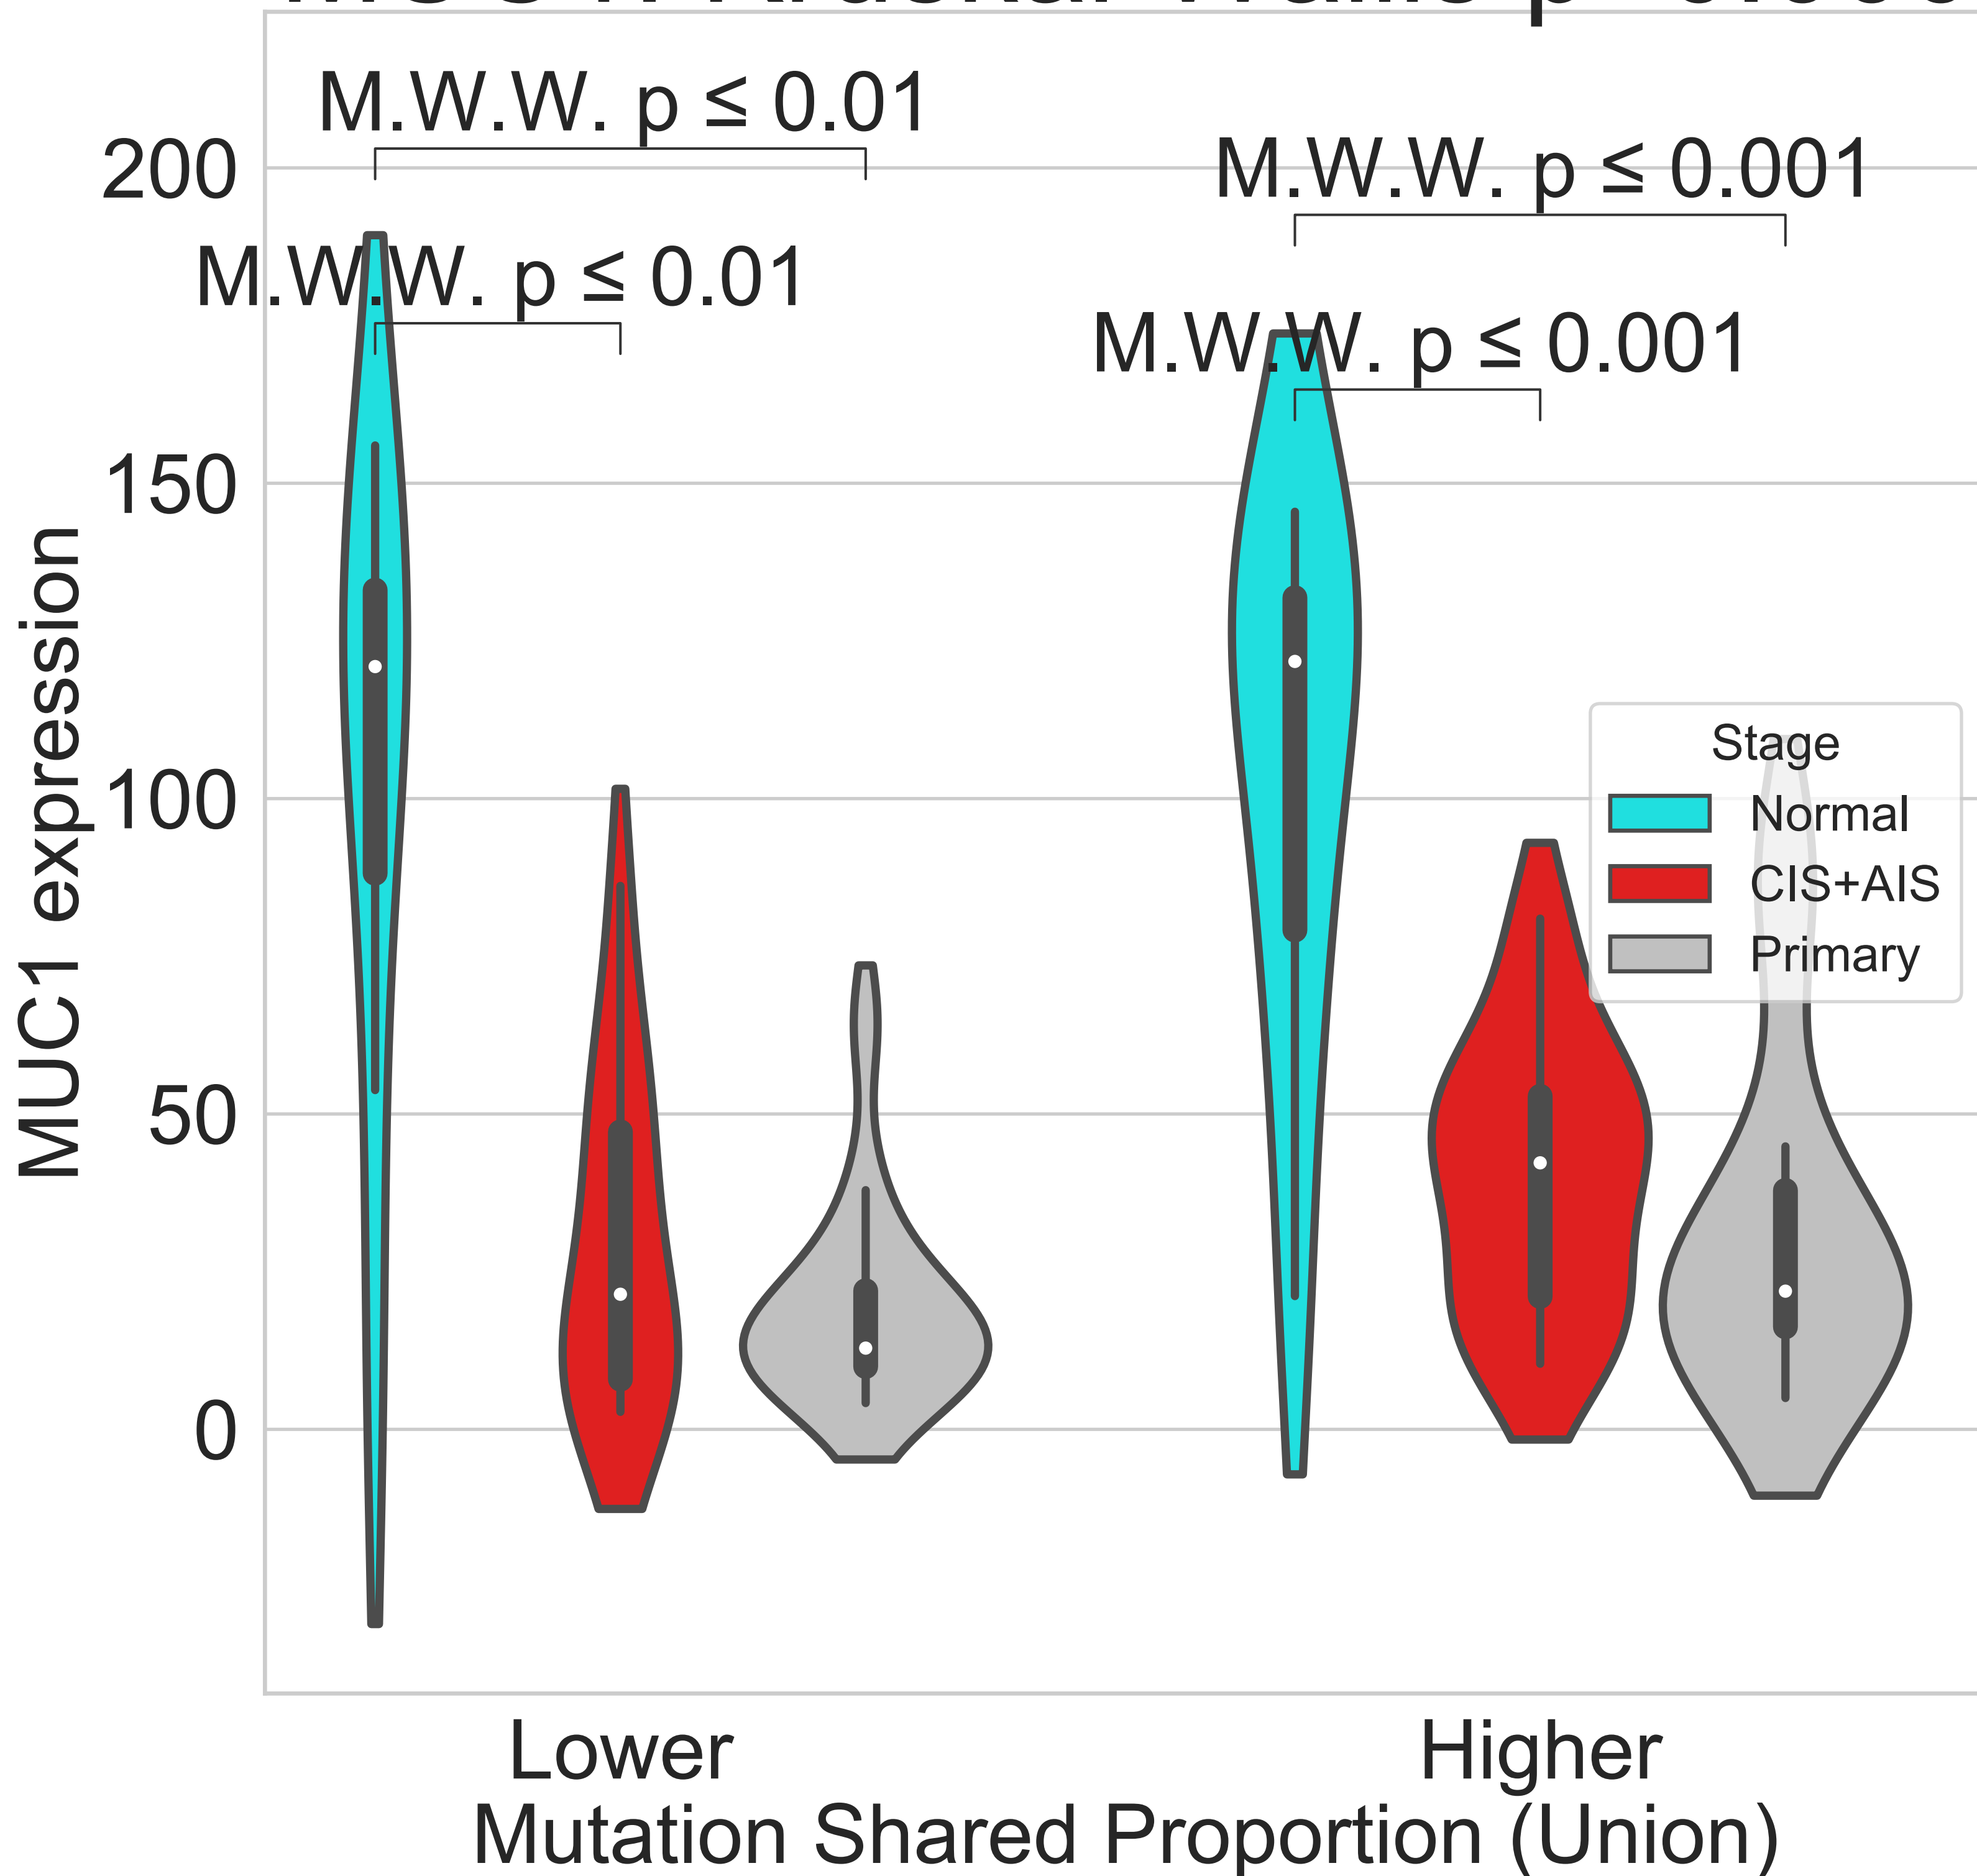 M.W.W. p ≤ 0.01
200
M.W.W. p ≤ 0.001
M.W.W. p ≤ 0.01
M.W.W. p ≤ 0.001
150
100
50
0
MUC1 expression
Stage
Normal
CIS+AIS
Primary
Lower
Higher
Mutation Shared Proportion (Union)